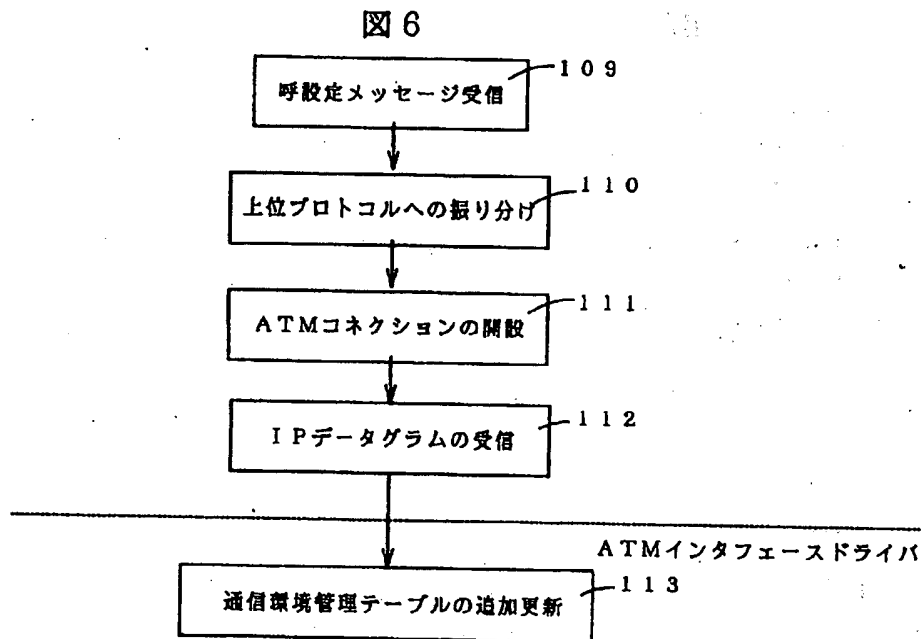 図6
呼設定メッセージ受信
109
上位プロトコルへの振り分け
110
ATMコネクションの開設
111
IPデータグラムの受信
112
ATMインタフェースドライバ
通信環境管理テーブルの追加更新
113